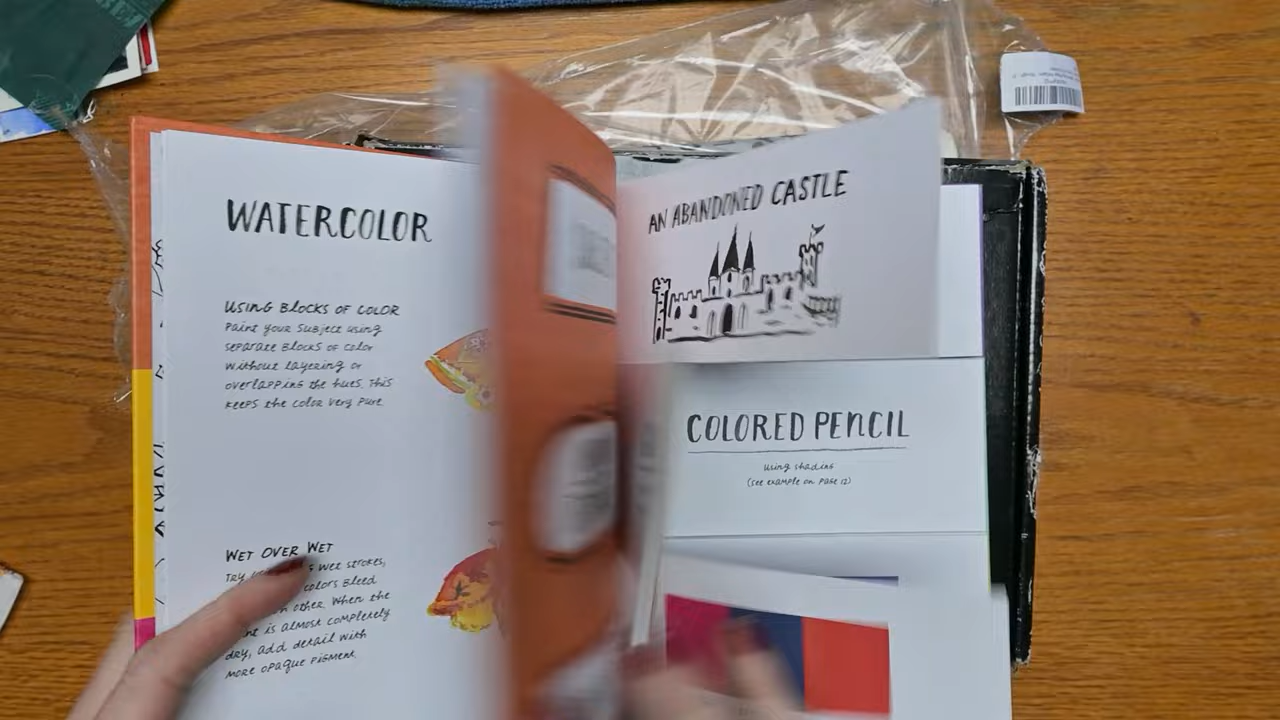 WATERCOLOR
USING BLOCKS OF COLOR
Paint your subject using
separate blocks of color
without layering or
overlapping the hues. This
keeps the color very pure.
WET OVER WET
Try wet strokes,
colors bleed
other. When the
is almost completely
dry, add detail with
more opaque pigment.
AN ABANDONED CASTLE
COLORED PENCIL
using shading
(see example on page 12)